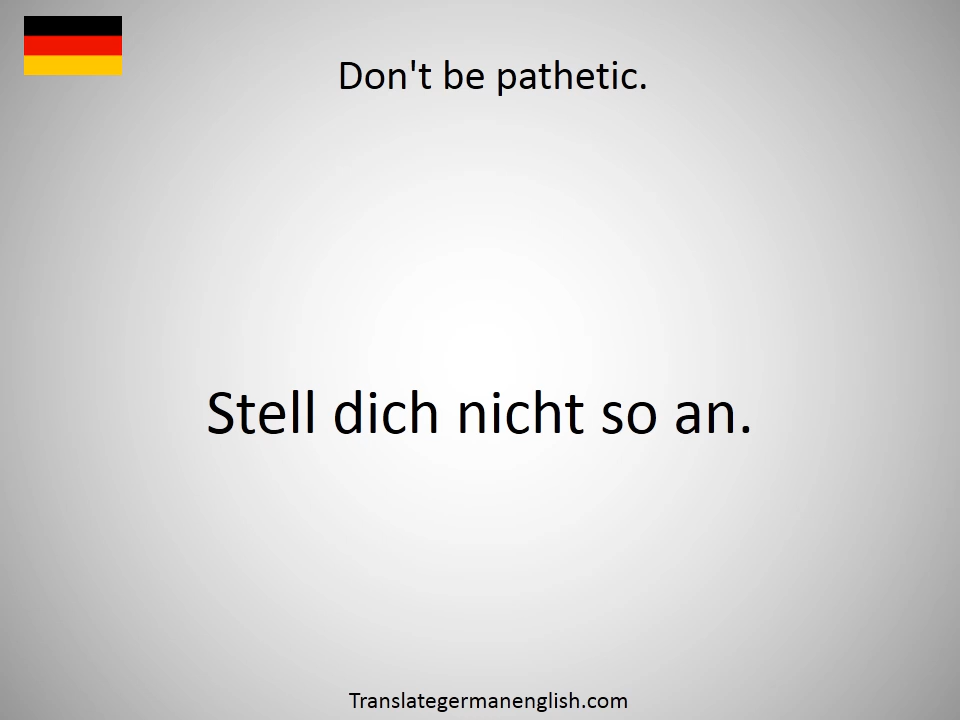 Don't be pathetic.
Stell dich nicht so an.
Translategermanenglish.com